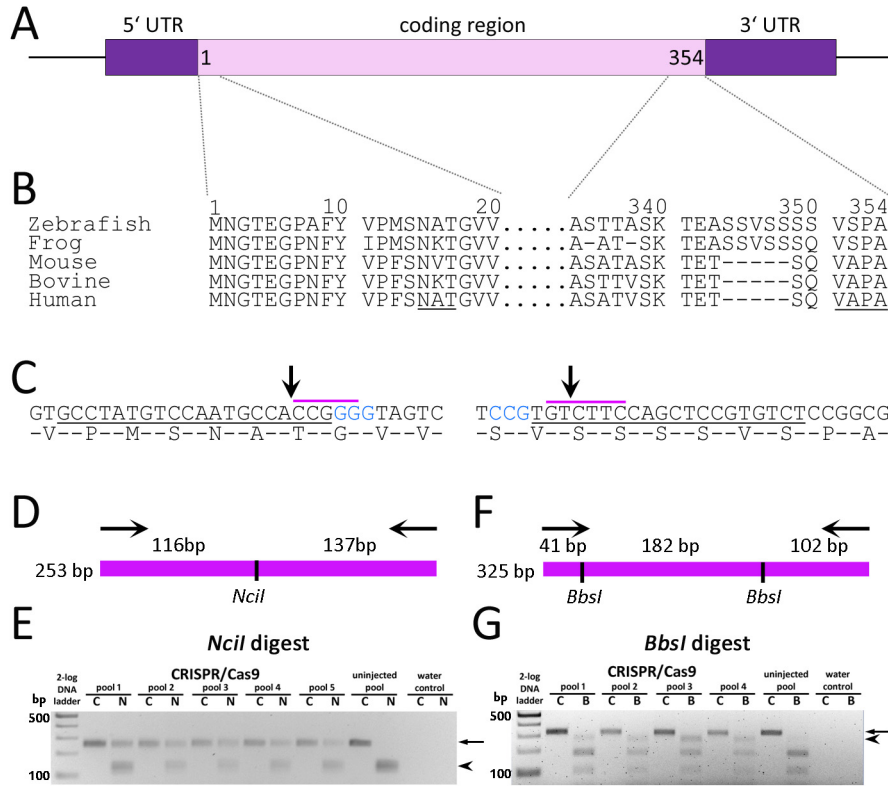 A
5‘ UTR coding region 3‘ UTR
1 354
B
1 10 20 340 350 354
Zebrafish MNGTEGPAFY VPMSNATGVV.....ASTTASK TEASSVSSSS VSPA
Frog MNGTEGPNFY IPMSNKTGVV.....A-AT-SK TEASSVSSSQ VSPA
Mouse MNGTEGPNFY VPFSNVTGVV.....ASATASK TET-----SQ VAPA
Bovine MNGTEGPNFY VPFSNKTGVV.....ASTTVSK TET-----SQ VAPA
Human MNGTEGPNFY VPFSNATGVV.....ASATVSK TET-----SQ VAPA
C
GTGCCTATGTCCAATGCCACCGGGGTAGTC TCCGTGTCTTCCAGCTCCGTGTCTCCGGCG
-V--P--M--S--N--A--T--G--V--V- -S--V--S--S--S--S--V--S--P--A-
D F
116bp 137bp 41 bp 182 bp 102 bp
253 bp 325 bp
NciI BbsI BbsI
E G
NciI digest BbsI digest
2-log DNA ladder CRISPR/Cas9 uninjected pool water control
pool 1 pool 2 pool 3 pool 4 pool 5
bp C N C N C N C N C N C N C N
500
100
2-log DNA ladder CRISPR/Cas9 uninjected pool water control
pool 1 pool 2 pool 3 pool 4
bp C B C B C B C B C B C B
500
100